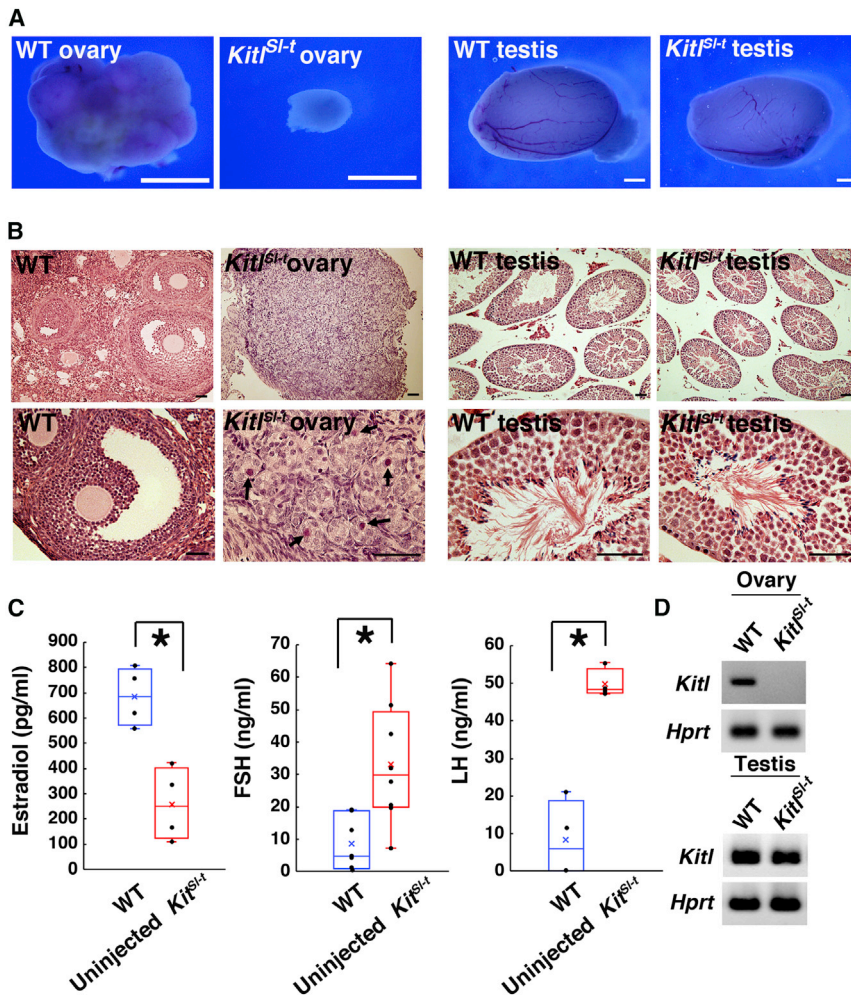 A
WT ovary
Kitl^Sl-t ovary
WT testis
Kitl^Sl-t testis
B
WT
Kitl^Sl-t ovary
WT testis
Kitl^Sl-t testis
WT
Kitl^Sl-t ovary
WT testis
Kitl^Sl-t testis
C
*
Estradiol (pg/ml)
900
800
700
600
500
400
300
200
100
0
WT
Uninjected Kitl^Sl-t
*
FSH (ng/ml)
70
60
50
40
30
20
10
0
WT
Uninjected Kitl^Sl-t
*
LH (ng/ml)
60
50
40
30
20
10
0
WT
Uninjected Kitl^Sl-t
D
Ovary
WT
Kitl^Sl-t
Kitl
Hprt
Testis
WT
Kitl^Sl-t
Kitl
Hprt